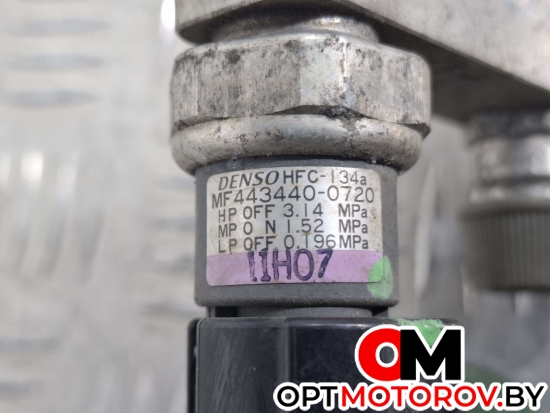 DENSO HFC-134a
MF443440-0720
HP OFF 3.14 MPa
MP O N 1.52 MPa
LP OFF 0.196 MPa
11H07
OM
OPTMOTOROV.BY